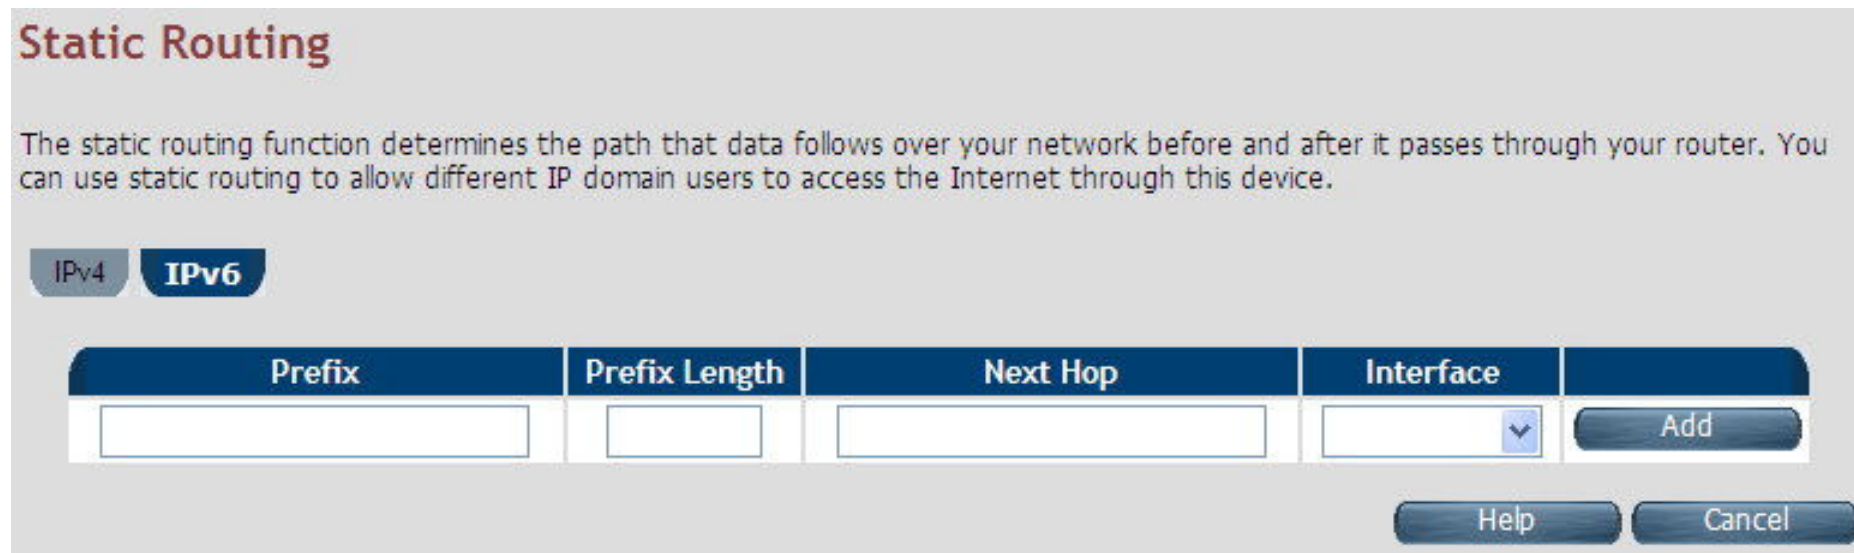 Static Routing
The static routing function determines the path that data follows over your network before and after it passes through your router. You
can use static routing to allow different IP domain users to access the Internet through this device.
IPv4 IPv6
Prefix Prefix Length Next Hop Interface
Add
Help Cancel